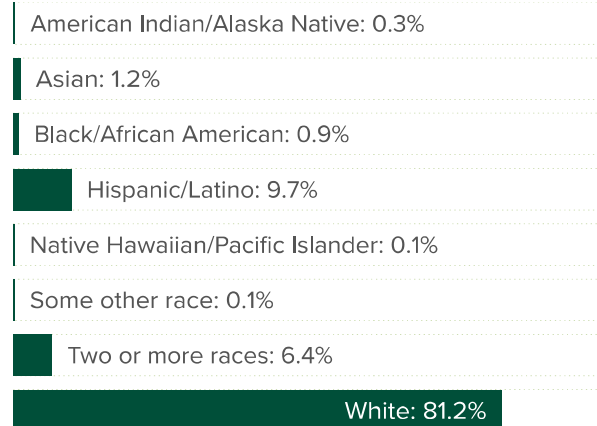 American Indian/Alaska Native: 0.3%
Asian: 1.2%
Black/African American: 0.9%
Hispanic/Latino: 9.7%
Native Hawaiian/Pacific Islander: 0.1%
Some other race: 0.1%
Two or more races: 6.4%
White: 81.2%